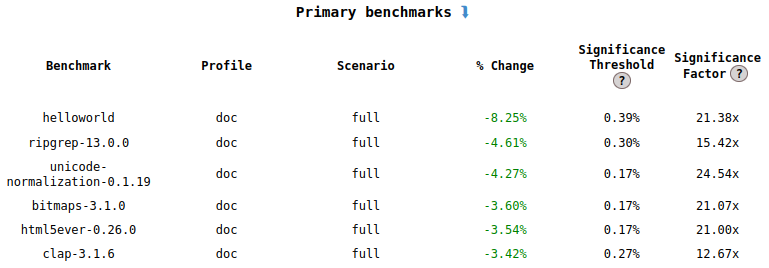 Primary benchmarks ⤵
Benchmark Profile Scenario % Change Significance Threshold ? Significance Factor ?
helloworld doc full -8.25% 0.39% 21.38x
ripgrep-13.0.0 doc full -4.61% 0.30% 15.42x
unicode-normalization-0.1.19 doc full -4.27% 0.17% 24.54x
bitmaps-3.1.0 doc full -3.60% 0.17% 21.07x
html5ever-0.26.0 doc full -3.54% 0.17% 21.00x
clap-3.1.6 doc full -3.42% 0.27% 12.67x